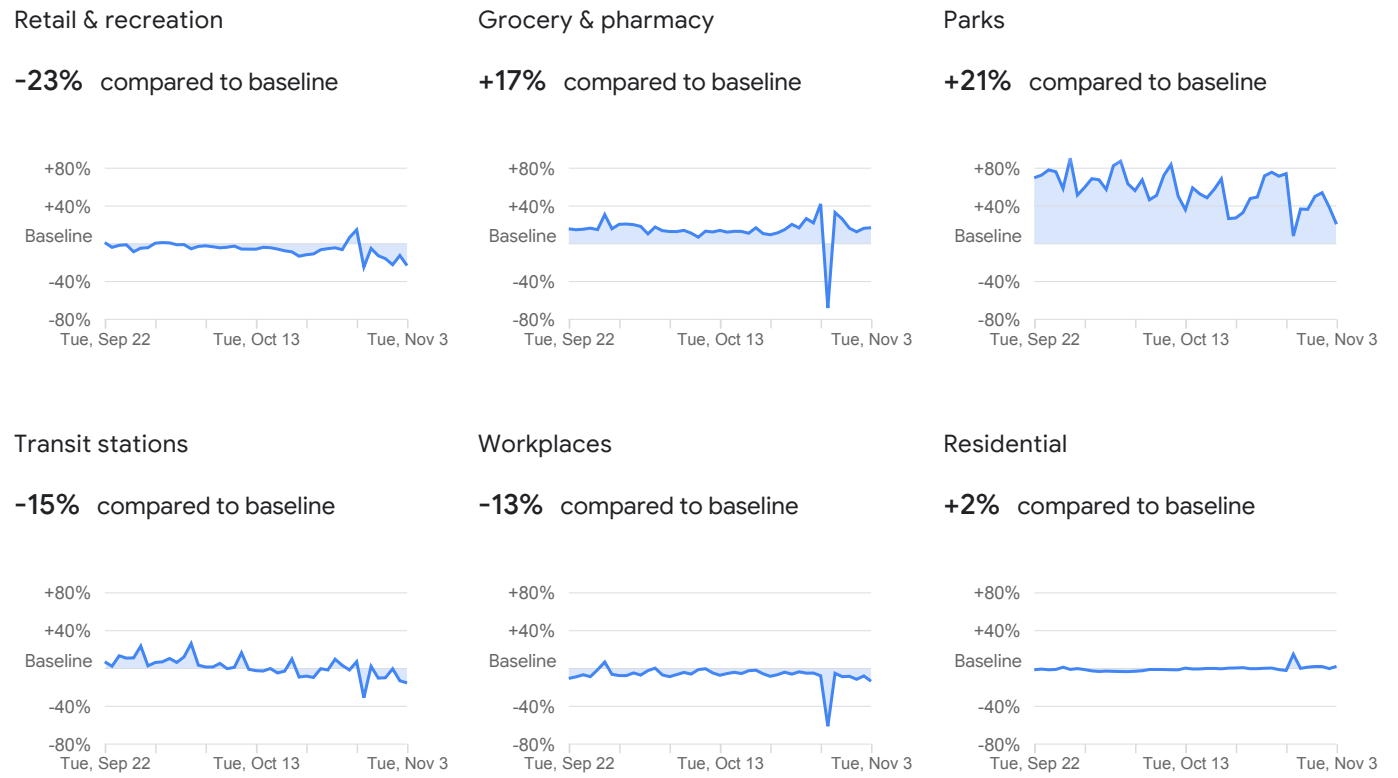 Retail & recreation
-23% compared to baseline
+80%
+40%
Baseline
-40%
-80%
Tue, Sep 22 Tue, Oct 13 Tue, Nov 3
Grocery & pharmacy
+17% compared to baseline
+80%
+40%
Baseline
-40%
-80%
Tue, Sep 22 Tue, Oct 13 Tue, Nov 3
Parks
+21% compared to baseline
+80%
+40%
Baseline
-40%
-80%
Tue, Sep 22 Tue, Oct 13 Tue, Nov 3
Transit stations
-15% compared to baseline
+80%
+40%
Baseline
-40%
-80%
Tue, Sep 22 Tue, Oct 13 Tue, Nov 3
Workplaces
-13% compared to baseline
+80%
+40%
Baseline
-40%
-80%
Tue, Sep 22 Tue, Oct 13 Tue, Nov 3
Residential
+2% compared to baseline
+80%
+40%
Baseline
-40%
-80%
Tue, Sep 22 Tue, Oct 13 Tue, Nov 3